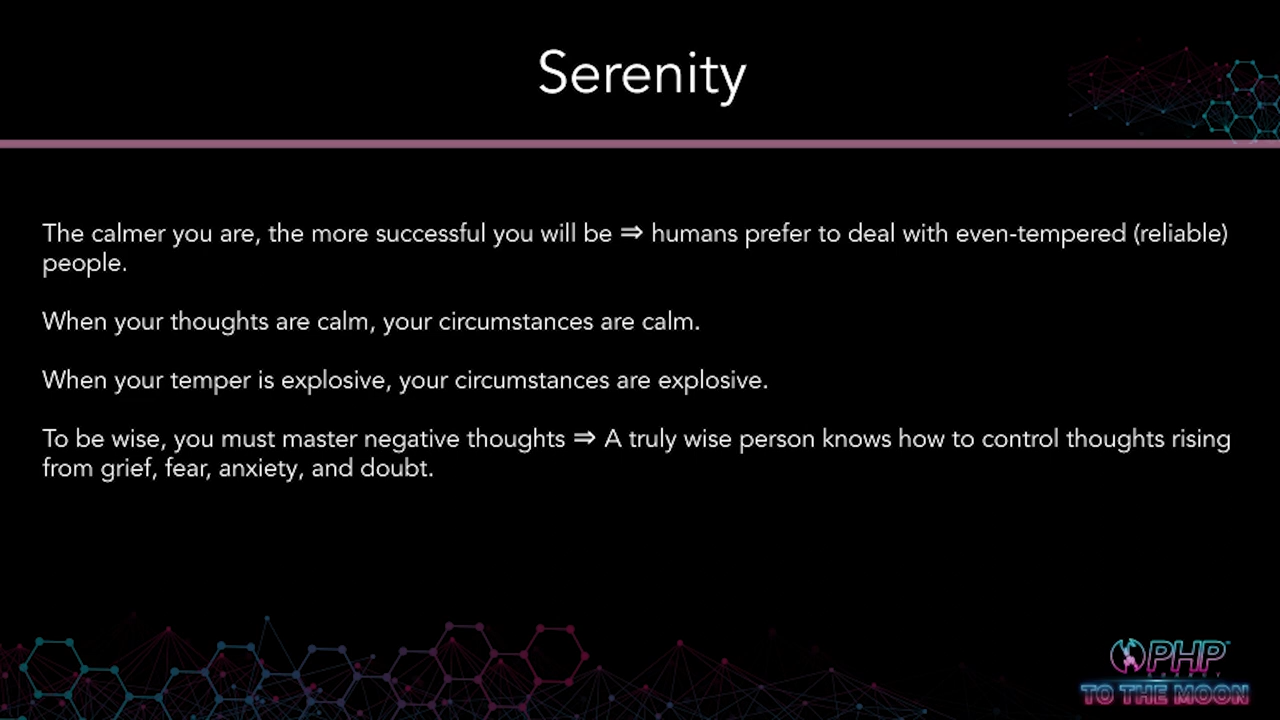 Serenity
The calmer you are, the more successful you will be ⇒ humans prefer to deal with even-tempered (reliable)
people.
When your thoughts are calm, your circumstances are calm.
When your temper is explosive, your circumstances are explosive.
To be wise, you must master negative thoughts ⇒ A truly wise person knows how to control thoughts rising
from grief, fear, anxiety, and doubt.
PHP
AGENCY
TO THE MOON